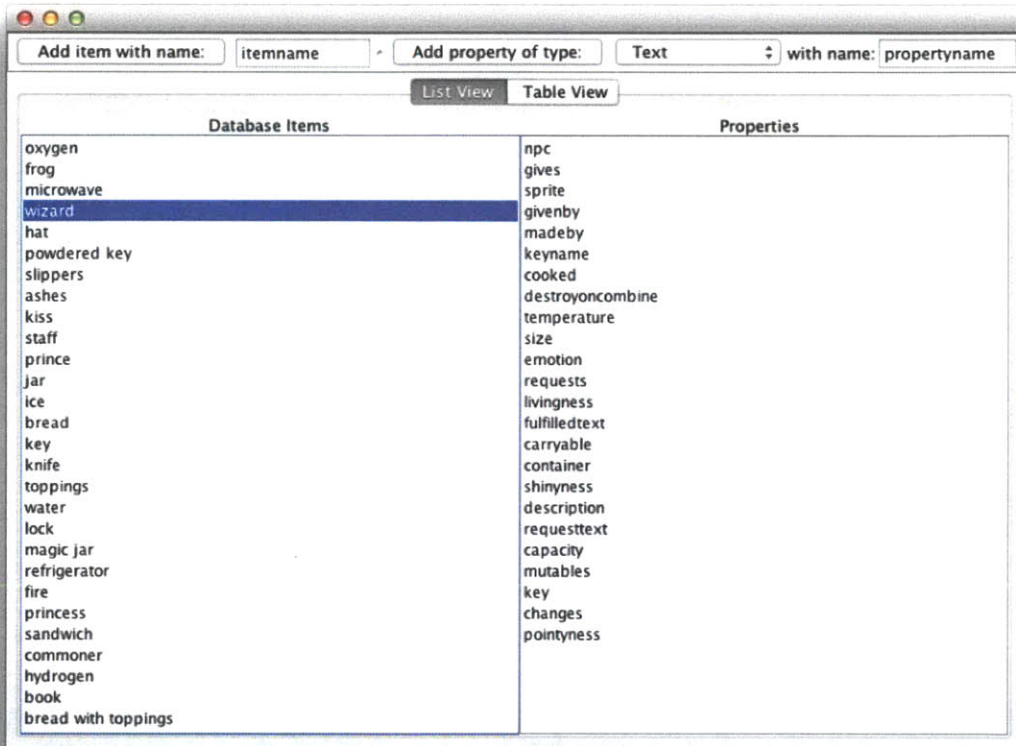 Add item with name: itemname - Add property of type: Text with name: propertyname
List View Table View
Database Items Properties
oxygen npc
frog gives
microwave sprite
wizard givenby
hat madeby
powdered key keyname
slippers cooked
ashes destroyoncombine
kiss temperature
staff size
prince emotion
jar requests
ice livingness
bread fulfilledtext
key carryable
knife container
toppings shinyness
water description
lock requesttext
magic jar capacity
refrigerator mutables
fire key
princess changes
sandwich pointyness
commoner
hydrogen
book
bread with toppings